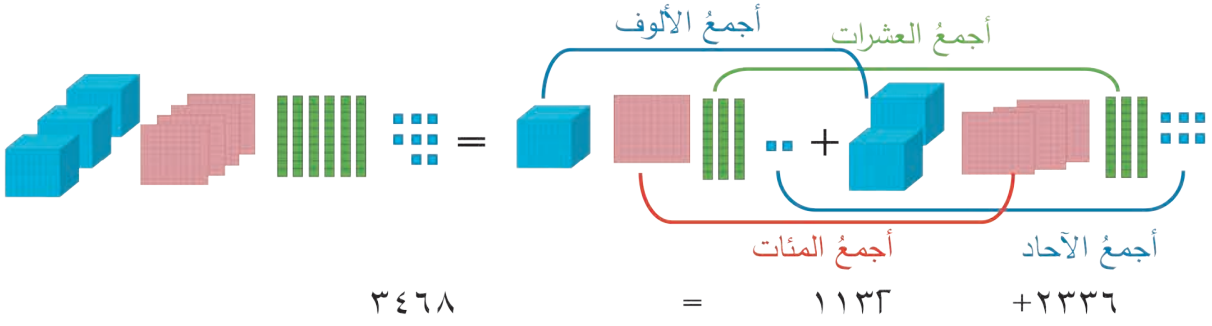 أجمعُ الألوف
أجمعُ العشرات
= +
أجمعُ الآحاد
أجمعُ المئات
٢٣٣٦+ ١١٣٢ = ٣٤٦٨